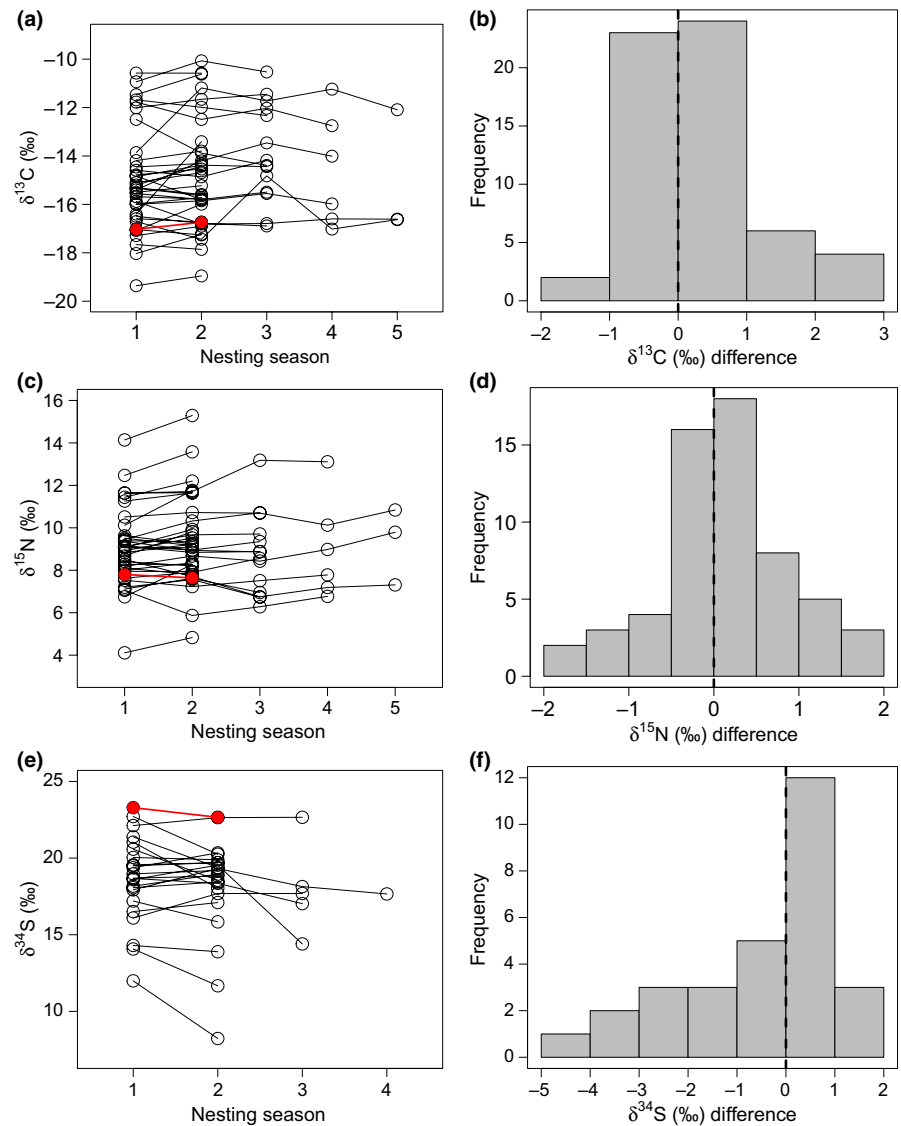 (a)
δ¹³C (‰)
−10
−12
−14
−16
−18
−20
1 2 3 4 5
Nesting season
(b)
Frequency
20
15
10
5
0
−2 −1 0 1 2 3
δ¹³C (‰) difference
(c)
δ¹⁵N (‰)
16
14
12
10
8
6
4
1 2 3 4 5
Nesting season
(d)
Frequency
15
10
5
0
−2 −1 0 1 2
δ¹⁵N (‰) difference
(e)
δ³⁴S (‰)
25
20
15
10
1 2 3 4
Nesting season
(f)
Frequency
12
10
8
6
4
2
0
−5 −4 −3 −2 −1 0 1 2
δ³⁴S (‰) difference